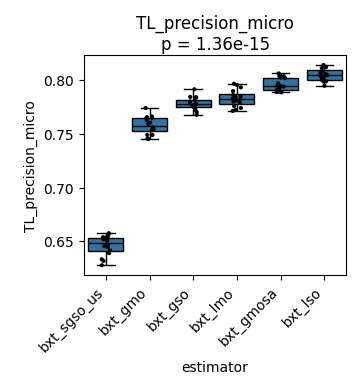 TL_precision_micro
p = 1.36e-15
TL_precision_micro
0.80
0.75
0.70
0.65
bxt_sgso_us
bxt_gmo
bxt_gso
bxt_lmo
bxt_gmosa
bxt_lso
estimator